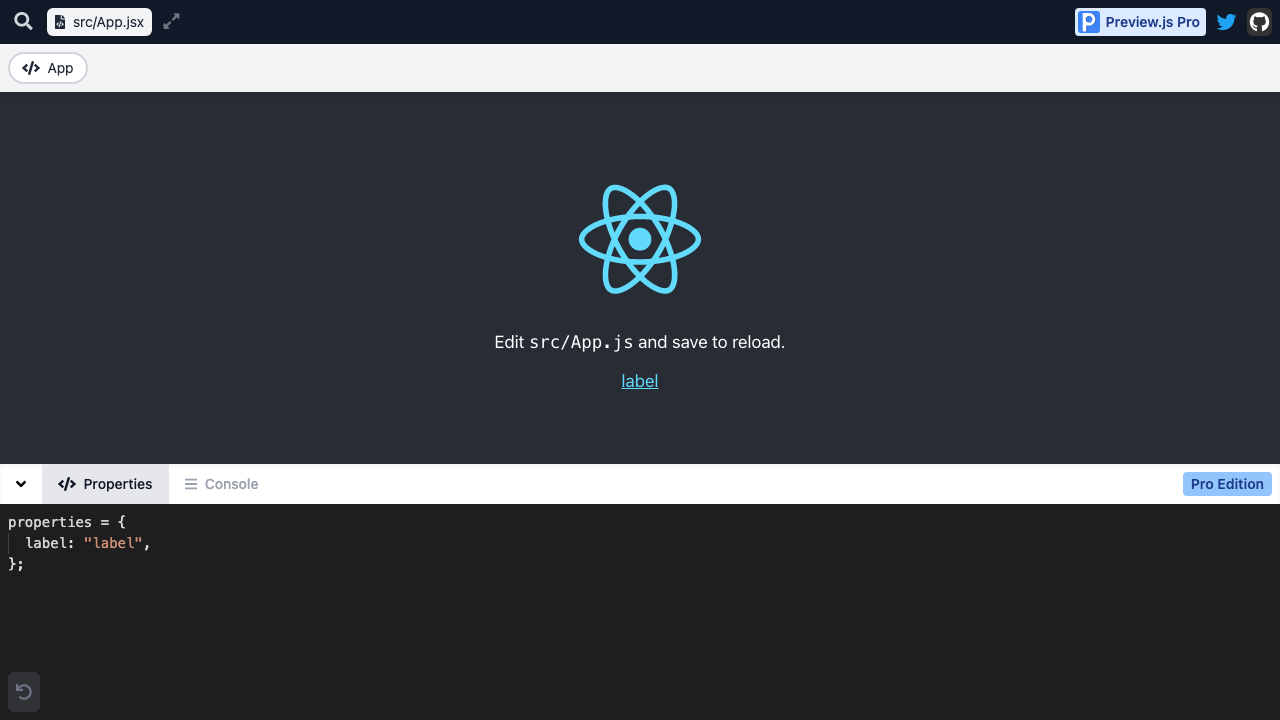 src/App.jsx
Preview.js Pro
App
Edit src/App.js and save to reload.
label
Properties
Console
Pro Edition
properties = {
  label: "label",
};